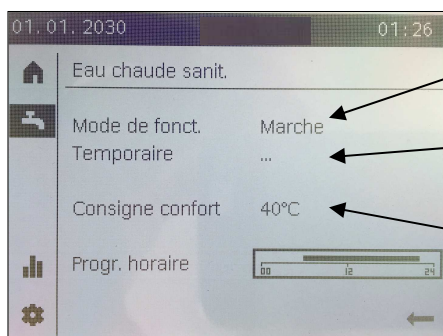 01. 01. 2030 01:26
Eau chaude sanit.
Mode de fonct. Marche
Temporaire ...
Consigne confort 40°C
Progr. horaire
00 12 24